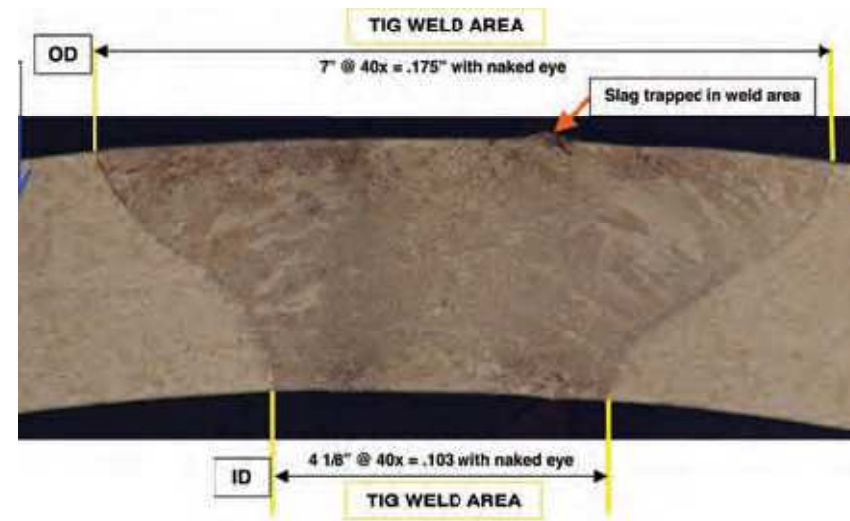 TIG WELD AREA
OD
7" @ 40x = .175" with naked eye
Slag trapped in weld area
4 1/8" @ 40x = .103 with naked eye
ID
TIG WELD AREA